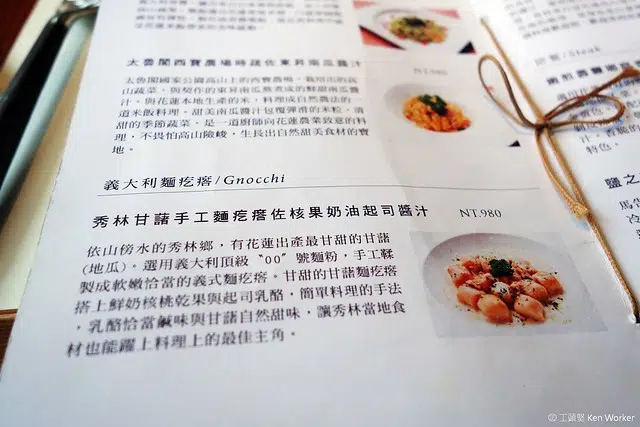 太魯閣西寶農場時蔬佐東昇南瓜醬汁
太魯閣國家公園高山上的西寶農場，栽培出的高
山蔬菜，與契作的東昇南瓜熬煮成的鮮甜南瓜醬
汁。與花蓮本地生產的米，料理成自然農法的一
道米飯料理。甜美南瓜醬汁包覆彈滑的米粒，清
甜的季節蔬菜。是一道廚師向花蓮農業致意的料
理，不畏怕高山險峻，生長出自然甜美食材的寶
地。
NT.980
義大利麵疙瘩/Gnocchi
秀林甘藷手工麵疙瘩佐核果奶油起司醬汁 NT.980
依山傍水的秀林鄉，有花蓮出產最甘甜的甘藷
(地瓜)。選用義大利頂級〝00〞號麵粉，手工鞣
製成軟嫩恰當的義式麵疙瘩。甘甜的甘藷麵疙瘩
搭上鮮奶核桃乾果與起司乳酪，簡單料理的手法
，乳酪恰當鹹味與甘藷自然甜味，讓秀林當地食
材也能躍上料理上的最佳主角。
/Steak
鹽之
特色。
Ken Worker